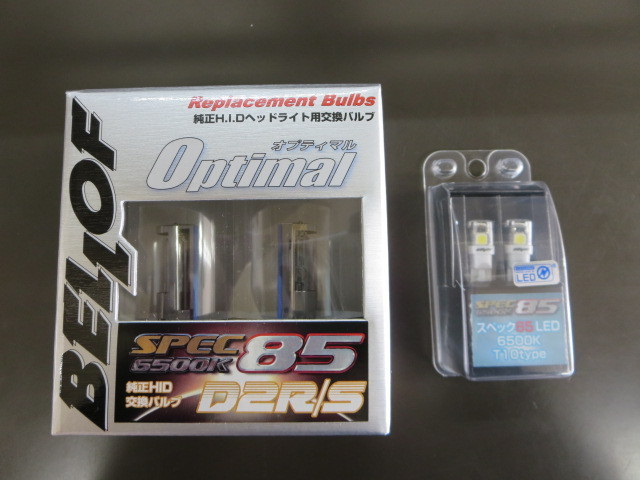 BELLOF
Replacement Bulbs
純正H.I.Dヘッドライト用交換バルブ
オプティマル
Optimal
SPEC 85
6500K
純正HID
交換バルブ
D2R/S
LED
SPEC 85
スペック85 LED
6500K
T10type